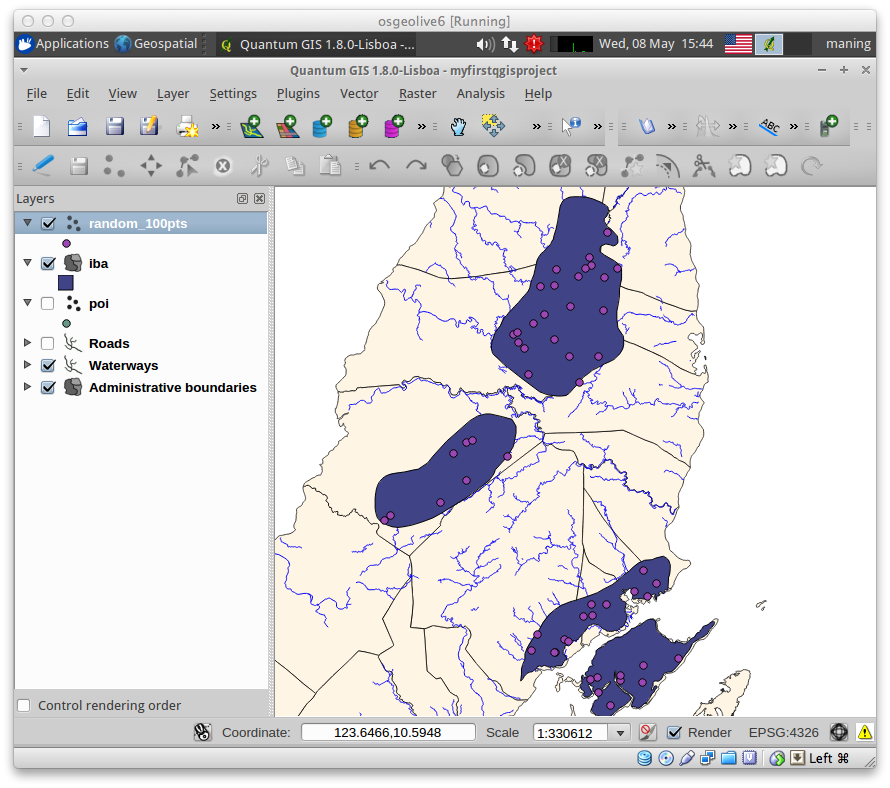 osgeolive6 [Running]
Applications Geospatial Quantum GIS 1.8.0-Lisboa -... Wed, 08 May 15:44 maning
Quantum GIS 1.8.0-Lisboa - myfirstqgisproject
File Edit View Layer Settings Plugins Vector Raster Analysis Help
ABC
Layers
random_100pts
iba
poi
Roads
Waterways
Administrative boundaries
Control rendering order
Coordinate: 123.6466,10.5948 Scale 1:330612 Render EPSG:4326
Left ⌘